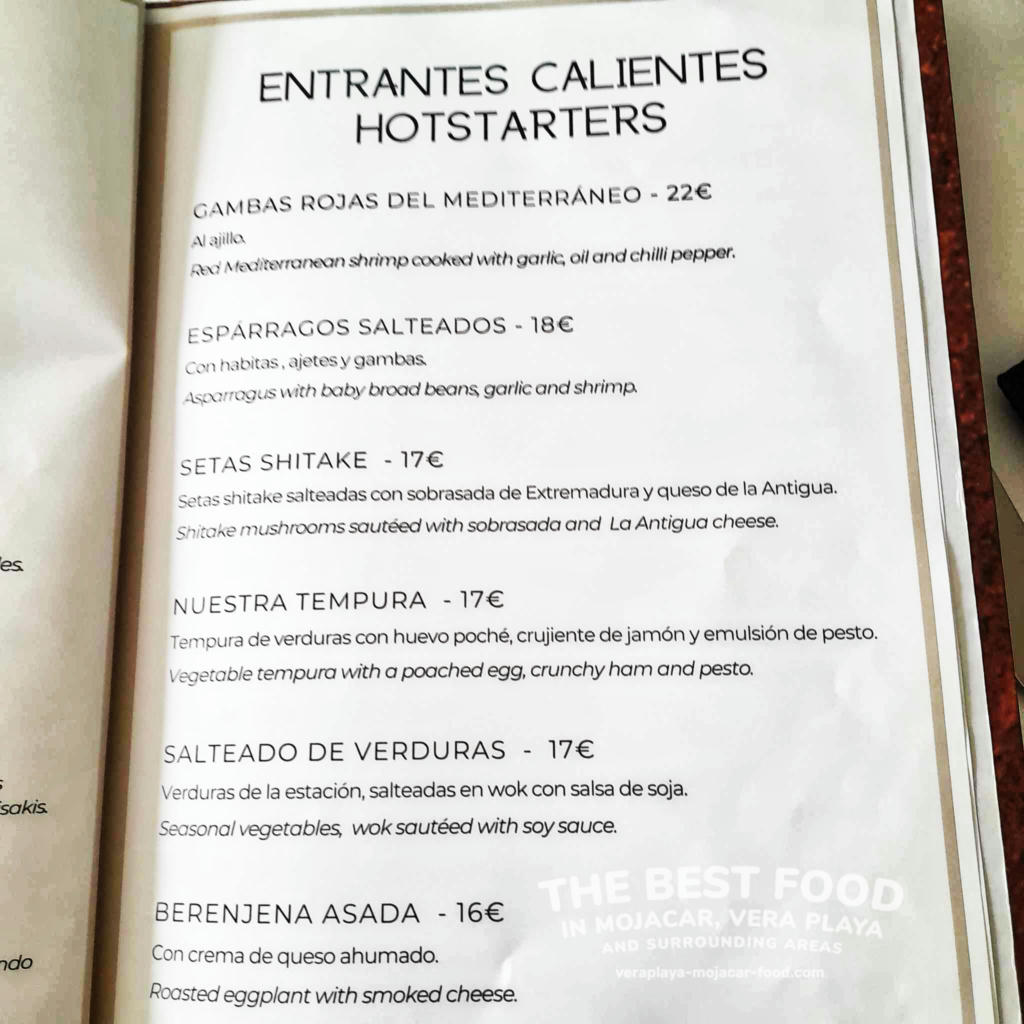 ENTRANTES CALIENTES
HOTSTARTERS
GAMBAS ROJAS DEL MEDITERRÁNEO - 22€
Al ajillo.
Red Mediterranean shrimp cooked with garlic, oil and chilli pepper.
ESPÁRRAGOS SALTEADOS - 18€
Con habitas, ajetes y gambas.
Asparragus with baby broad beans, garlic and shrimp.
SETAS SHITAKE - 17€
Setas shitake salteadas con sobrasada de Extremadura y queso de la Antigua.
Shitake mushrooms sautéed with sobrasada and La Antigua cheese.
NUESTRA TEMPURA - 17€
Tempura de verduras con huevo poché, crujiente de jamón y emulsión de pesto.
Vegetable tempura with a poached egg, crunchy ham and pesto.
SALTEADO DE VERDURAS - 17€
Verduras de la estación, salteadas en wok con salsa de soja.
Seasonal vegetables, wok sautéed with soy sauce.
BERENJENA ASADA - 16€
Con crema de queso ahumado.
Roasted eggplant with smoked cheese.
THE BEST FOOD
IN MOJACAR, VERA PLAYA
AND SURROUNDING AREAS
veraplaya-mojacar-food.com